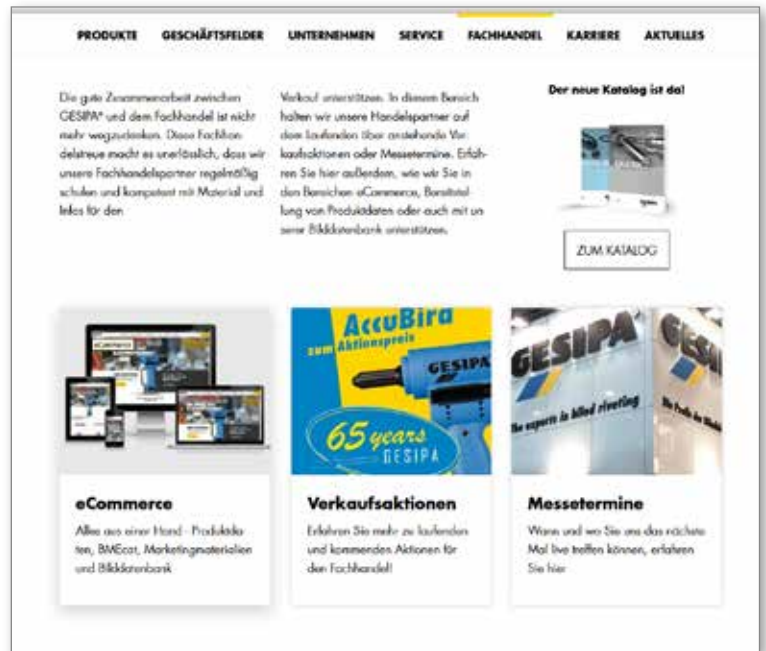 PRODUKTE GESCHÄFTSFELDER UNTERNEHMEN SERVICE FACHHANDEL KARRIERE AKTUELLES
Die gute Zusammenarbeit zwischen
GESIPA® und dem Fachhandel ist nicht
mehr wegzudenken. Diese Fachhan-
delstreue macht es unerlässlich, dass wir
unsere Fachhandelspartner regelmäßig
schulen und kompetent mit Material und
Infos für den
Verkauf unterstützen. In diesem Bereich
halten wir unsere Handelspartner auf
dem Laufenden über anstehende Ver-
kaufsaktionen oder Messetermine. Erfah-
ren Sie hier außerdem, wie wir Sie in
den Bereichen eCommerce, Bereitstel-
lung von Produktdaten oder auch mit un-
serer Bilddatenbank unterstützen.
Der neue Katalog ist da!
ZUM KATALOG
eCommerce
AccuBird
zum Aktionspreis
GESIPA
65 years
GESIPA
GESIPA
The experts in blind riveting
GESIPA
Die Profis der
eCommerce
Alles aus einer Hand - Produktda-
ten, BMEcat, Marketingmaterialien
und Bilddatenbank
Verkaufsaktionen
Erfahren Sie mehr zu laufenden
und kommenden Aktionen für
den Fachhandel!
Messetermine
Wann und wo Sie uns das nächste
Mal live treffen können, erfahren
Sie hier